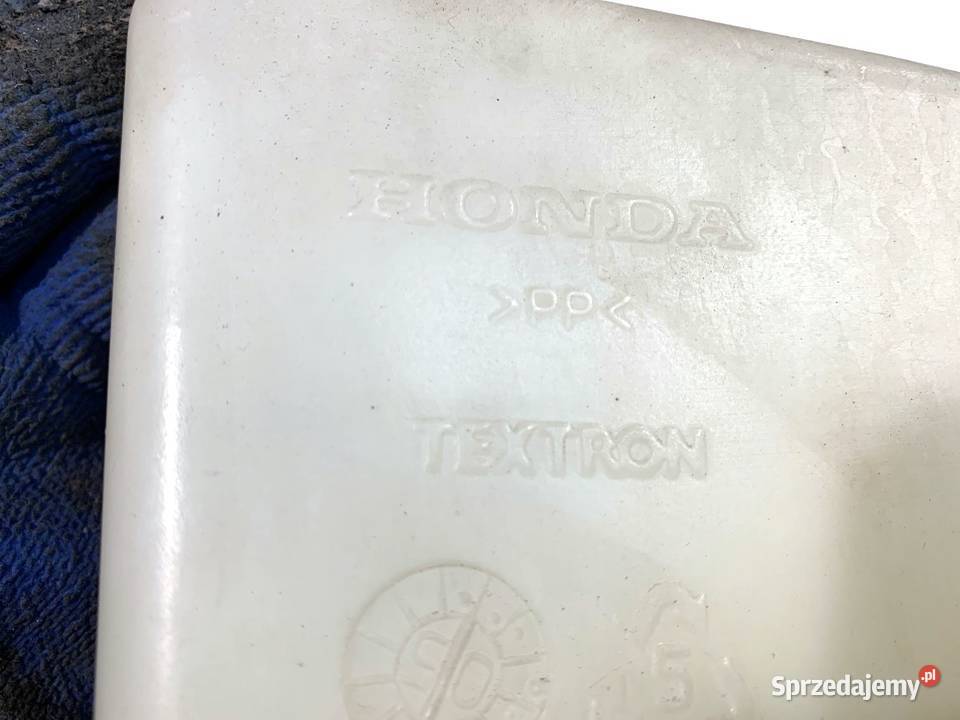 HONDA
>PP<
TEXTRON
Sprzedajemy.pl